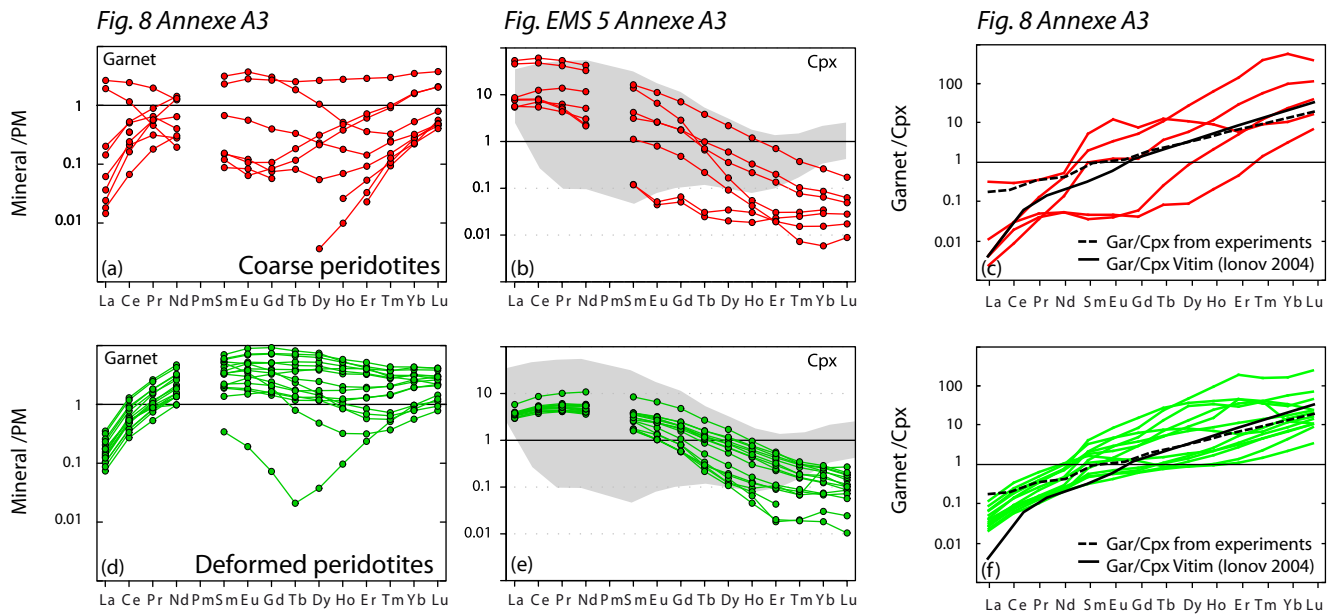 Fig. 8 Annexe A3
Fig. EMS 5 Annexe A3
Fig. 8 Annexe A3
Garnet
1
0.1
0.01
Mineral /PM
(a)
Coarse peridotites
La Ce Pr Nd Pm Sm Eu Gd Tb Dy Ho Er Tm Yb Lu
Cpx
10
1
0.1
0.01
(b)
La Ce Pr Nd Pm Sm Eu Gd Tb Dy Ho Er Tm Yb Lu
100
10
1
0.1
0.01
Garnet /Cpx
Gar/Cpx from experiments
Gar/Cpx Vitim (Ionov 2004)
(c)
La Ce Pr Nd Sm Eu Gd Tb Dy Ho Er Tm Yb Lu
Garnet
1
0.1
0.01
Mineral /PM
(d)
Deformed peridotites
La Ce Pr Nd Pm Sm Eu Gd Tb Dy Ho Er Tm Yb Lu
Cpx
10
1
0.1
0.01
(e)
La Ce Pr Nd Pm Sm Eu Gd Tb Dy Ho Er Tm Yb Lu
100
10
1
0.1
0.01
Garnet /Cpx
Gar/Cpx from experiments
Gar/Cpx Vitim (Ionov 2004)
(f)
La Ce Pr Nd Sm Eu Gd Tb Dy Ho Er Tm Yb Lu